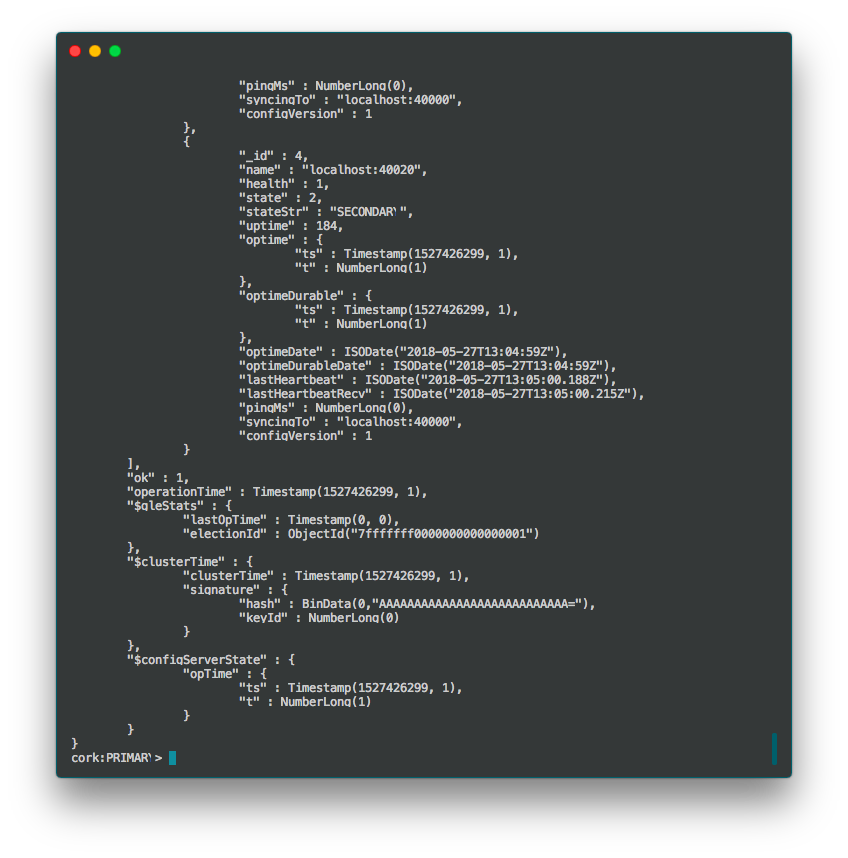 "pingMs" : NumberLong(0),
"syncingTo" : "localhost:40000",
"configVersion" : 1
},
{
"_id" : 4,
"name" : "localhost:40020",
"health" : 1,
"state" : 2,
"stateStr" : "SECONDARY",
"uptime" : 184,
"optime" : {
"ts" : Timestamp(1527426299, 1),
"t" : NumberLong(1)
},
"optimeDurable" : {
"ts" : Timestamp(1527426299, 1),
"t" : NumberLong(1)
},
"optimeDate" : ISODate("2018-05-27T13:04:59Z"),
"optimeDurableDate" : ISODate("2018-05-27T13:04:59Z"),
"lastHeartbeat" : ISODate("2018-05-27T13:05:00.188Z"),
"lastHeartbeatRecv" : ISODate("2018-05-27T13:05:00.215Z"),
"pingMs" : NumberLong(0),
"syncingTo" : "localhost:40000",
"configVersion" : 1
}
],
"ok" : 1,
"operationTime" : Timestamp(1527426299, 1),
"$gleStats" : {
"lastOpTime" : Timestamp(0, 0),
"electionId" : ObjectId("7fffffff0000000000000001")
},
"$clusterTime" : {
"clusterTime" : Timestamp(1527426299, 1),
"signature" : {
"hash" : BinData(0,"AAAAAAAAAAAAAAAAAAAAAAAAAAA="),
"keyId" : NumberLong(0)
}
},
"$configServerState" : {
"opTime" : {
"ts" : Timestamp(1527426299, 1),
"t" : NumberLong(1)
}
}
}
cork:PRIMARY>